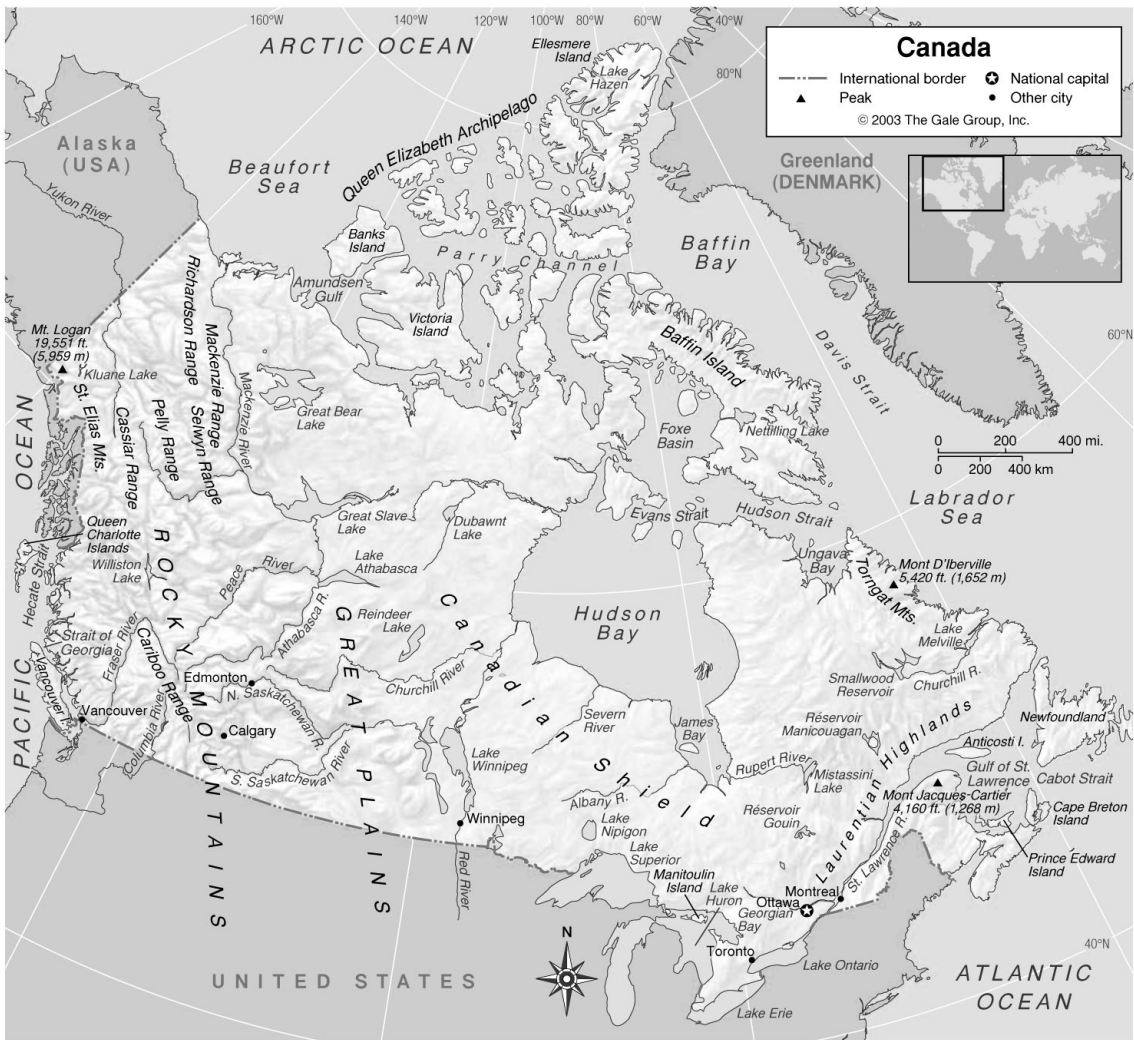 160°W
140°W
120°W
100°W
80°W
60°W
40°W
Canada
International border
National capital
Peak
Other city
© 2003 The Gale Group, Inc.
ARCTIC OCEAN
Ellesmere
Island
Lake
Hazen
80°N
Alaska
(USA)
Yukon River
Beaufort
Sea
Queen Elizabeth Archipelago
Greenland
(DENMARK)
Banks
Island
Parry Channel
Baffin
Bay
Amundsen
Gulf
Victoria
Island
Richardson Range
Mackenzie Range
Mt. Logan
19,551 ft.
(5,959 m)
Kluane Lake
St. Elias Mts.
Cassiar Range
Pelly Range
Selwyn Range
Mackenzie River
Great Bear
Lake
Baffin Island
Davis Strait
60°N
Foxe
Basin
Nettilling Lake
0 200 400 mi.
0 200 400 km
Labrador
Sea
Evans Strait
Hudson Strait
Great Slave
Lake
Dubawnt
Lake
Queen
Charlotte
Islands
Hecate Strait
Williston
Lake
Peace River
Lake
Athabasca
Athabasca R.
Reindeer
Lake
Hudson
Bay
Ungava
Bay
Torngat Mts.
Mont D'Iberville
5,420 ft. (1,652 m)
Lake
Melville
Strait of
Georgia
Fraser River
Cariboo Range
ROCKY MOUNTAINS
GREAT PLAINS
Canadian Shield
Edmonton
N. Saskatchewan R.
Churchill River
Smallwood
Reservoir
Churchill R.
PACIFIC OCEAN
Vancouver I.
Vancouver
Columbia River
Calgary
S. Saskatchewan River
Lake
Winnipeg
Severn
River
James
Bay
Réservoir
Manicouagan
Newfoundland
Anticosti I.
Gulf of St.
Lawrence
Cabot Strait
Rupert River
Mistassini
Lake
Laurentian Highlands
Mont Jacques-Cartier
4,160 ft. (1,268 m)
Cape Breton
Island
Prince Edward
Island
Winnipeg
Red River
Albany R.
Lake
Nipigon
Réservoir
Gouin
Lake
Superior
Manitoulin
Island
Lake
Huron
St. Lawrence R.
Montreal
Ottawa
Georgian
Bay
Toronto
Lake Ontario
Lake Erie
N
UNITED STATES
40°N
ATLANTIC
OCEAN